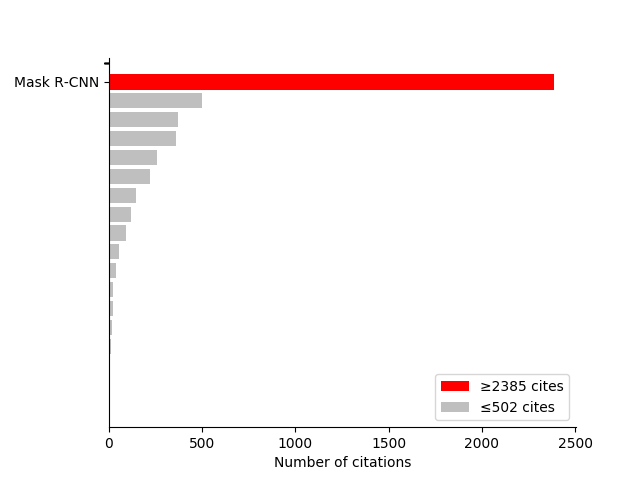 Mask R-CNN
≥2385 cites
≤502 cites
0 500 1000 1500 2000 2500
Number of citations